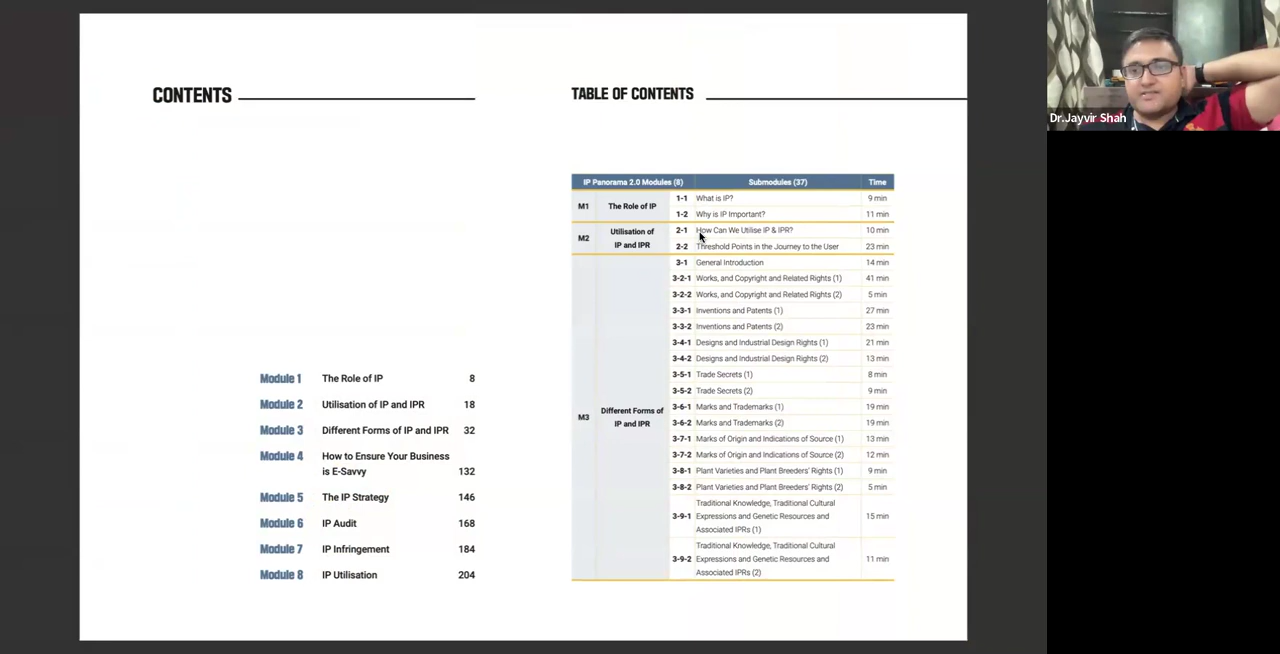 CONTENTS
Module 1 The Role of IP 8
Module 2 Utilisation of IP and IPR 18
Module 3 Different Forms of IP and IPR 32
Module 4 How to Ensure Your Business
is E-Savvy 132
Module 5 The IP Strategy 146
Module 6 IP Audit 168
Module 7 IP Infringement 184
Module 8 IP Utilisation 204
TABLE OF CONTENTS
IP Panorama 2.0 Modules (8) Submodules (37) Time
M1 The Role of IP
1-1 What is IP? 9 min
1-2 Why is IP Important? 11 min
M2 Utilisation of
IP and IPR
2-1 How Can We Utilise IP & IPR? 10 min
2-2 Threshold Points in the Journey to the User 23 min
M3 Different Forms of
IP and IPR
3-1 General Introduction 14 min
3-2-1 Works, and Copyright and Related Rights (1) 41 min
3-2-2 Works, and Copyright and Related Rights (2) 5 min
3-3-1 Inventions and Patents (1) 27 min
3-3-2 Inventions and Patents (2) 23 min
3-4-1 Designs and Industrial Design Rights (1) 21 min
3-4-2 Designs and Industrial Design Rights (2) 13 min
3-5-1 Trade Secrets (1) 8 min
3-5-2 Trade Secrets (2) 9 min
3-6-1 Marks and Trademarks (1) 19 min
3-6-2 Marks and Trademarks (2) 19 min
3-7-1 Marks of Origin and Indications of Source (1) 13 min
3-7-2 Marks of Origin and Indications of Source (2) 12 min
3-8-1 Plant Varieties and Plant Breeders' Rights (1) 9 min
3-8-2 Plant Varieties and Plant Breeders' Rights (2) 5 min
3-9-1 Traditional Knowledge, Traditional Cultural
Expressions and Genetic Resources and
Associated IPRs (1) 15 min
3-9-2 Traditional Knowledge, Traditional Cultural
Expressions and Genetic Resources and
Associated IPRs (2) 11 min
Dr.Jayvir Shah